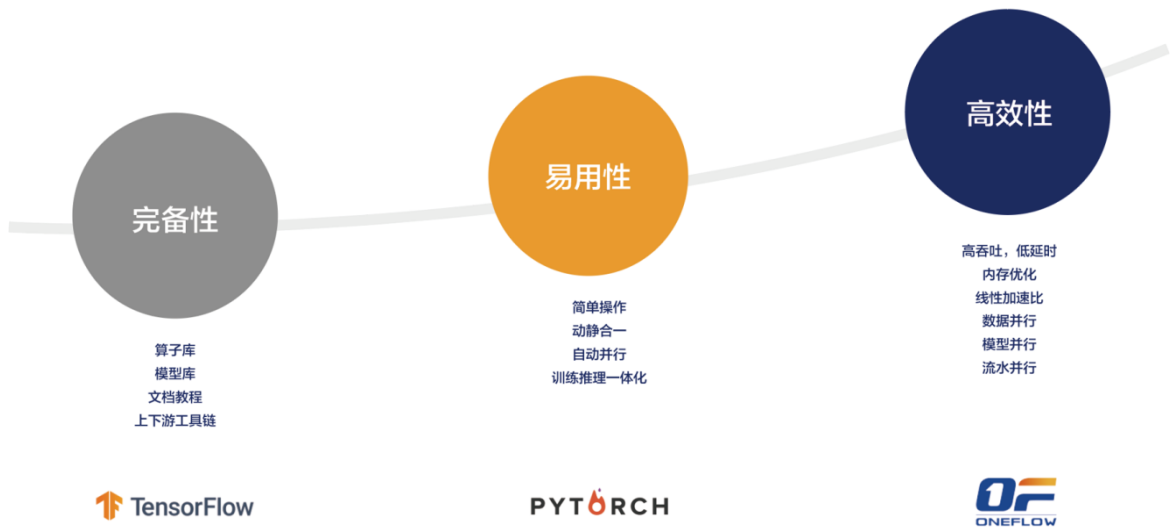 完备性
算子库
模型库
文档教程
上下游工具链
TensorFlow
易用性
简单操作
动静合一
自动并行
训练推理一体化
PYTORCH
高效性
高吞吐，低延时
内存优化
线性加速比
数据并行
模型并行
流水并行
1F
ONEFLOW